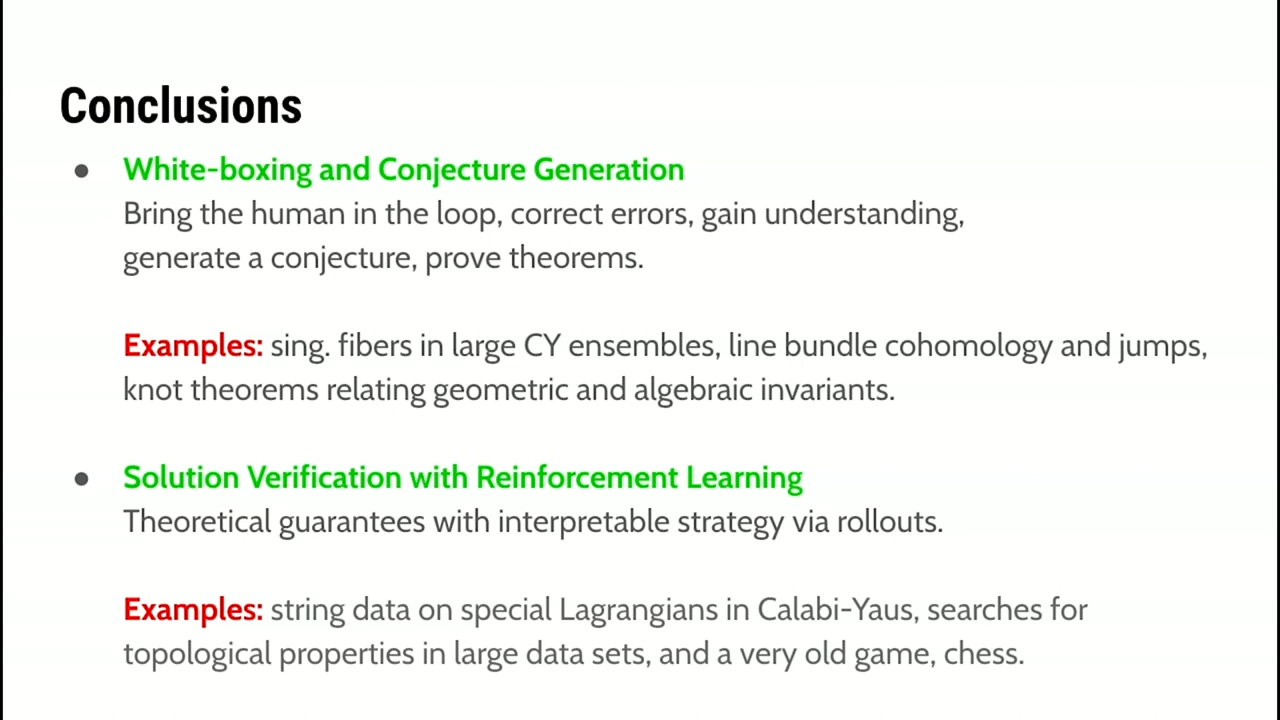 Conclusions
● White-boxing and Conjecture Generation
Bring the human in the loop, correct errors, gain understanding,
generate a conjecture, prove theorems.
Examples: sing. fibers in large CY ensembles, line bundle cohomology and jumps,
knot theorems relating geometric and algebraic invariants.
● Solution Verification with Reinforcement Learning
Theoretical guarantees with interpretable strategy via rollouts.
Examples: string data on special Lagrangians in Calabi-Yaus, searches for
topological properties in large data sets, and a very old game, chess.